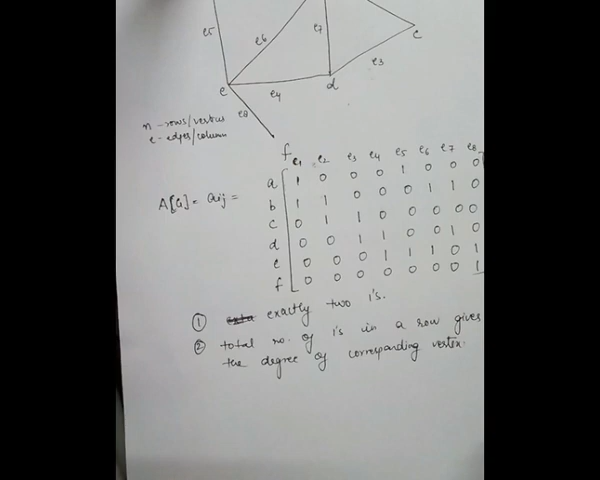 e5
e6
e7
c
e3
e
e4
d
e8
n - rows/vertices
e - edges/column
f
e1 e2 e3 e4 e5 e6 e7 e8
A[G] = aij =
a 1 0 0 0 1 0 0 0
b 1 1 0 0 0 1 1 0
c 0 1 1 0 0 0 0 0
d 0 0 1 1 0 0 1 0
e 0 0 0 1 1 1 0 1
f 0 0 0 0 0 0 0 1
① exactly two 1's.
② total no. of 1's in a row gives
the degree of corresponding vertex.